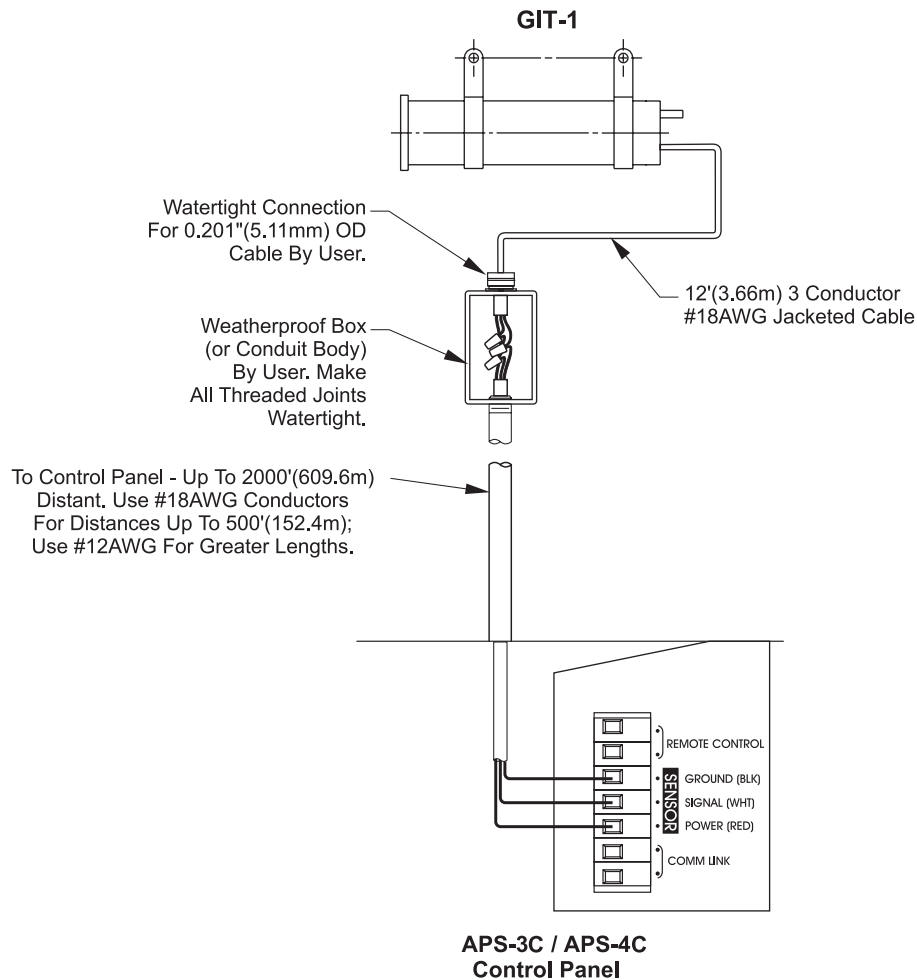 GIT-1
Watertight Connection
For 0.201"(5.11mm) OD
Cable By User.
12'(3.66m) 3 Conductor
#18AWG Jacketed Cable
Weatherproof Box
(or Conduit Body)
By User. Make
All Threaded Joints
Watertight.
To Control Panel - Up To 2000'(609.6m)
Distant. Use #18AWG Conductors
For Distances Up To 500'(152.4m);
Use #12AWG For Greater Lengths.
REMOTE CONTROL
SENSOR
GROUND (BLK)
SIGNAL (WHT)
POWER (RED)
COMM LINK
APS-3C / APS-4C
Control Panel